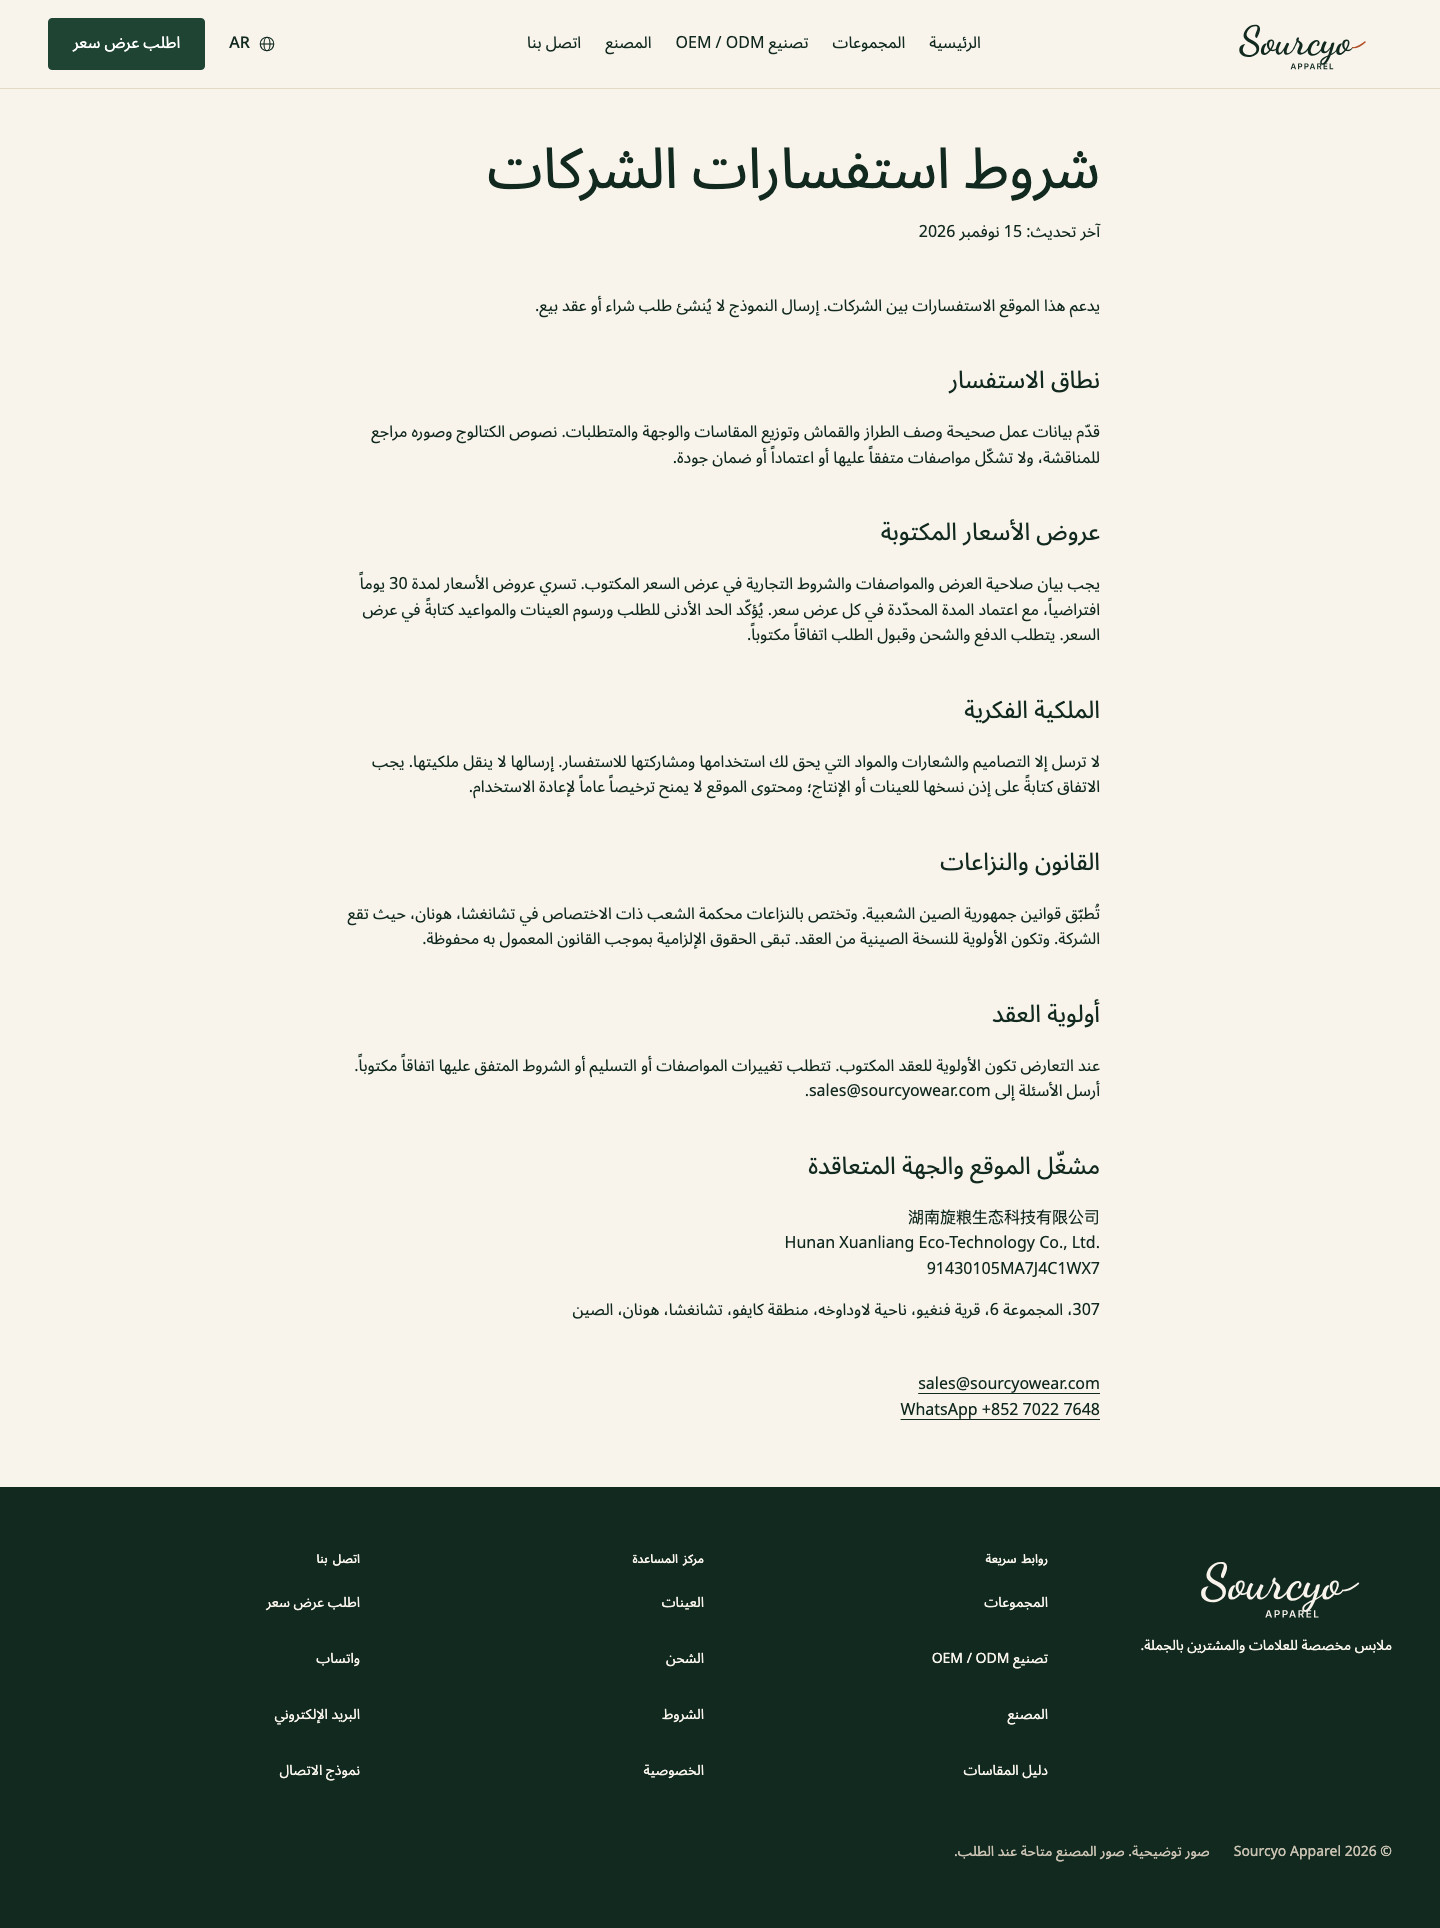 Sourcyo
APPAREL
الرئيسية
المجموعات
تصنيع OEM / ODM
المصنع
اتصل بنا
AR
اطلب عرض سعر
شروط استفسارات الشركات
آخر تحديث: 15 نوفمبر 2026
يدعم هذا الموقع الاستفسارات بين الشركات. إرسال النموذج لا يُنشئ طلب شراء أو عقد بيع.
نطاق الاستفسار
قدّم بيانات عمل صحيحة وصف الطراز والقماش وتوزيع المقاسات والوجهة والمتطلبات. نصوص الكتالوج وصوره مراجع
للمناقشة، ولا تشكّل مواصفات متفقاً عليها أو اعتماداً أو ضمان جودة.
عروض الأسعار المكتوبة
يجب بيان صلاحية العرض والمواصفات والشروط التجارية في عرض السعر المكتوب. تسري عروض الأسعار لمدة 30 يوماً
افتراضياً، مع اعتماد المدة المحدّدة في كل عرض سعر. يُؤكّد الحد الأدنى للطلب ورسوم العينات والمواعيد كتابةً في عرض
السعر. يتطلب الدفع والشحن وقبول الطلب اتفاقاً مكتوباً.
الملكية الفكرية
لا ترسل إلا التصاميم والشعارات والمواد التي يحق لك استخدامها ومشاركتها للاستفسار. إرسالها لا ينقل ملكيتها. يجب
الاتفاق كتابةً على إذن نسخها للعينات أو الإنتاج؛ ومحتوى الموقع لا يمنح ترخيصاً عاماً لإعادة الاستخدام.
القانون والنزاعات
تُطبّق قوانين جمهورية الصين الشعبية. وتختص بالنزاعات محكمة الشعب ذات الاختصاص في تشانغشا، هونان، حيث تقع
الشركة. وتكون الأولوية للنسخة الصينية من العقد. تبقى الحقوق الإلزامية بموجب القانون المعمول به محفوظة.
أولوية العقد
عند التعارض تكون الأولوية للعقد المكتوب. تتطلب تغييرات المواصفات أو التسليم أو الشروط المتفق عليها اتفاقاً مكتوباً.
أرسل الأسئلة إلى sales@sourcyowear.com.
مشغّل الموقع والجهة المتعاقدة
湖南旋粮生态科技有限公司
Hunan Xuanliang Eco-Technology Co., Ltd.
91430105MA7J4C1WX7
307، المجموعة 6، قرية فنغيو، ناحية لاوداوخه، منطقة كايفو، تشانغشا، هونان، الصين
sales@sourcyowear.com
WhatsApp +852 7022 7648
Sourcyo
APPAREL
ملابس مخصصة للعلامات والمشترين بالجملة.
روابط سريعة
المجموعات
تصنيع OEM / ODM
المصنع
دليل المقاسات
مركز المساعدة
العينات
الشحن
الشروط
الخصوصية
اتصل بنا
اطلب عرض سعر
واتساب
البريد الإلكتروني
نموذج الاتصال
© 2026 Sourcyo Apparel
صور توضيحية. صور المصنع متاحة عند الطلب.